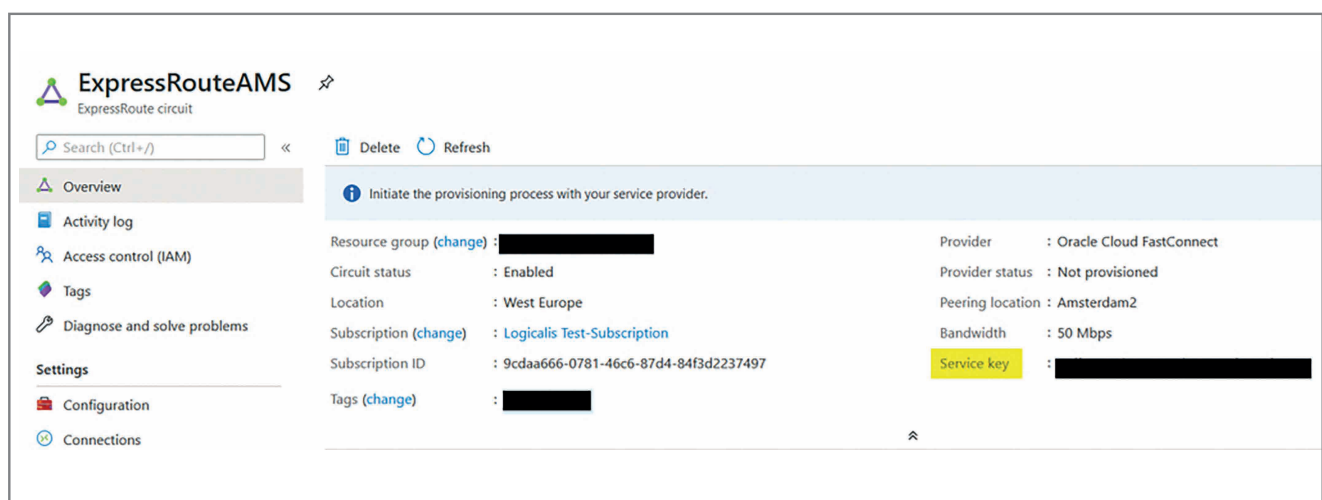 ExpressRouteAMS
ExpressRoute circuit
Search (Ctrl+/)
«
Delete Refresh
Overview
Initiate the provisioning process with your service provider.
Activity log
Access control (IAM)
Tags
Diagnose and solve problems
Settings
Configuration
Connections
Resource group (change) :
Circuit status : Enabled
Location : West Europe
Subscription (change) : Logicalis Test-Subscription
Subscription ID : 9cdaa666-0781-46c6-87d4-84f3d2237497
Tags (change) :
Provider : Oracle Cloud FastConnect
Provider status : Not provisioned
Peering location : Amsterdam2
Bandwidth : 50 Mbps
Service key :